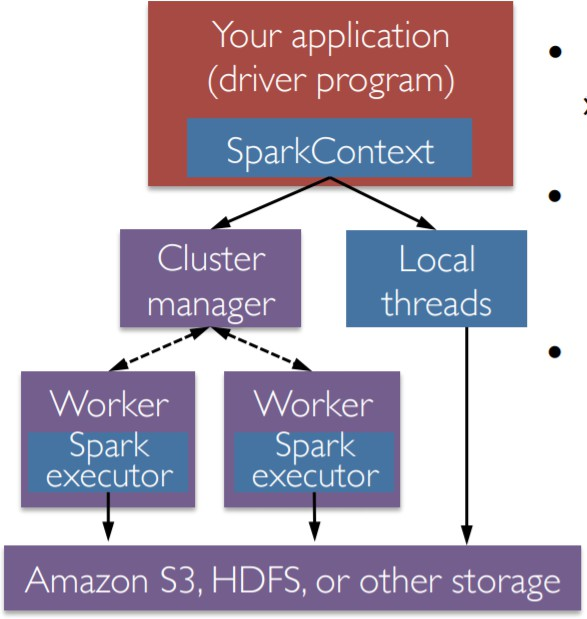 Your application
(driver program)
SparkContext
Cluster
manager
Local
threads
Worker
Spark
executor
Worker
Spark
executor
Amazon S3, HDFS, or other storage